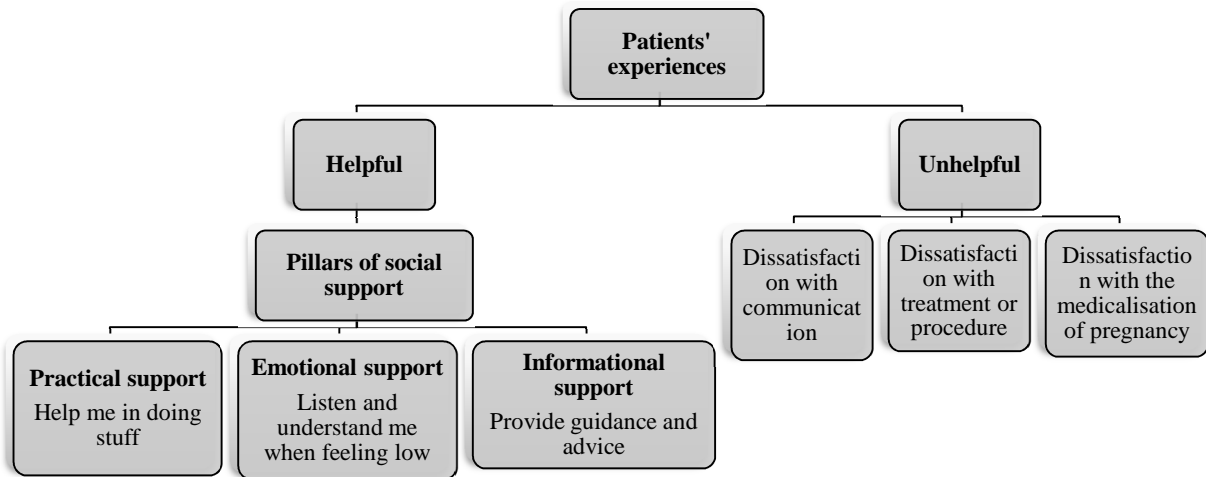 Patients'
experiences
Helpful
Unhelpful
Pillars of social
support
Dissatisfacti
on with
communicat
ion
Dissatisfacti
on with
treatment or
procedure
Dissatisfactio
n with the
medicalisation
of pregnancy
Practical support
Help me in doing
stuff
Emotional support
Listen and
understand me
when feeling low
Informational
support
Provide guidance and
advice